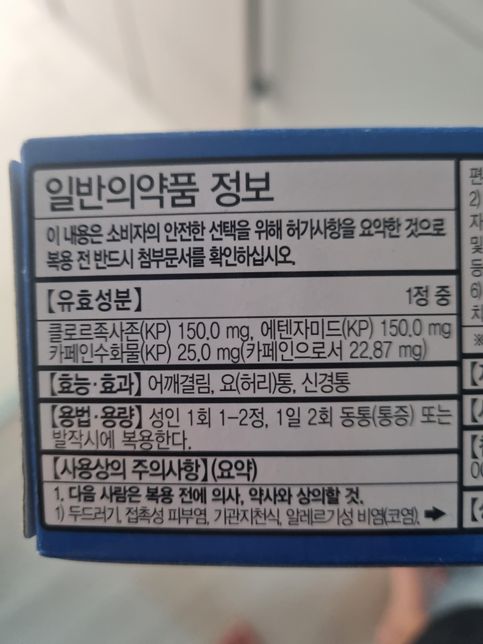 일반의약품 정보
이 내용은 소비자의 안전한 선택을 위해 허가사항을 요약한 것으로
복용 전 반드시 첨부문서를 확인하십시오.
【유효성분】 1정 중
클로르족사존(KP) 150.0 mg, 에텐자미드(KP) 150.0 mg
카페인수화물(KP) 25.0 mg(카페인으로서 22.87 mg)
【효능·효과】 어깨결림, 요(허리)통, 신경통
【용법·용량】 성인 1회 1-2정, 1일 2회 동통(통증) 또는
발작시에 복용한다.
【사용상의 주의사항】(요약)
1. 다음 사람은 복용 전에 의사, 약사와 상의할 것.
1) 두드러기, 접촉성 피부염, 기관지천식, 알레르기성 비염(코염), ➡
편
2)
자
및
등
6)
치
※